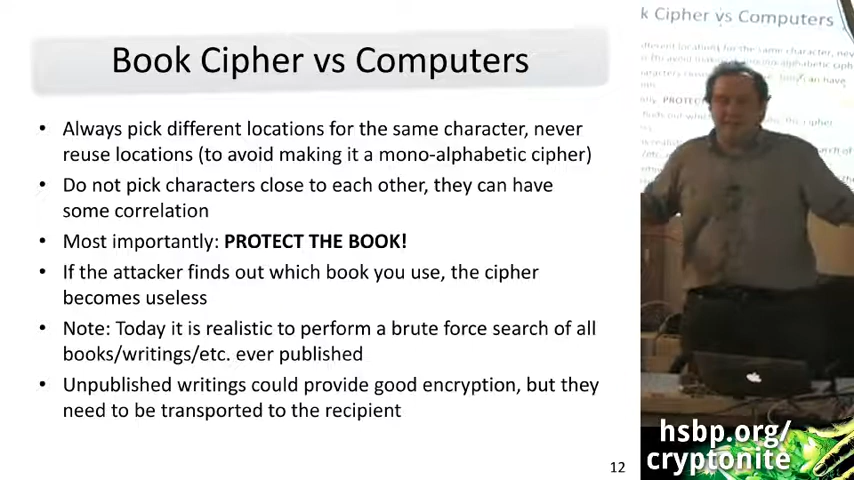 Book Cipher vs Computers
• Always pick different locations for the same character, never
reuse locations (to avoid making it a mono-alphabetic cipher)
• Do not pick characters close to each other, they can have
some correlation
• Most importantly: PROTECT THE BOOK!
• If the attacker finds out which book you use, the cipher
becomes useless
• Note: Today it is realistic to perform a brute force search of all
books/writings/etc. ever published
• Unpublished writings could provide good encryption, but they
need to be transported to the recipient
12
k Cipher vs Computers
hsbp.org/
cryptonite